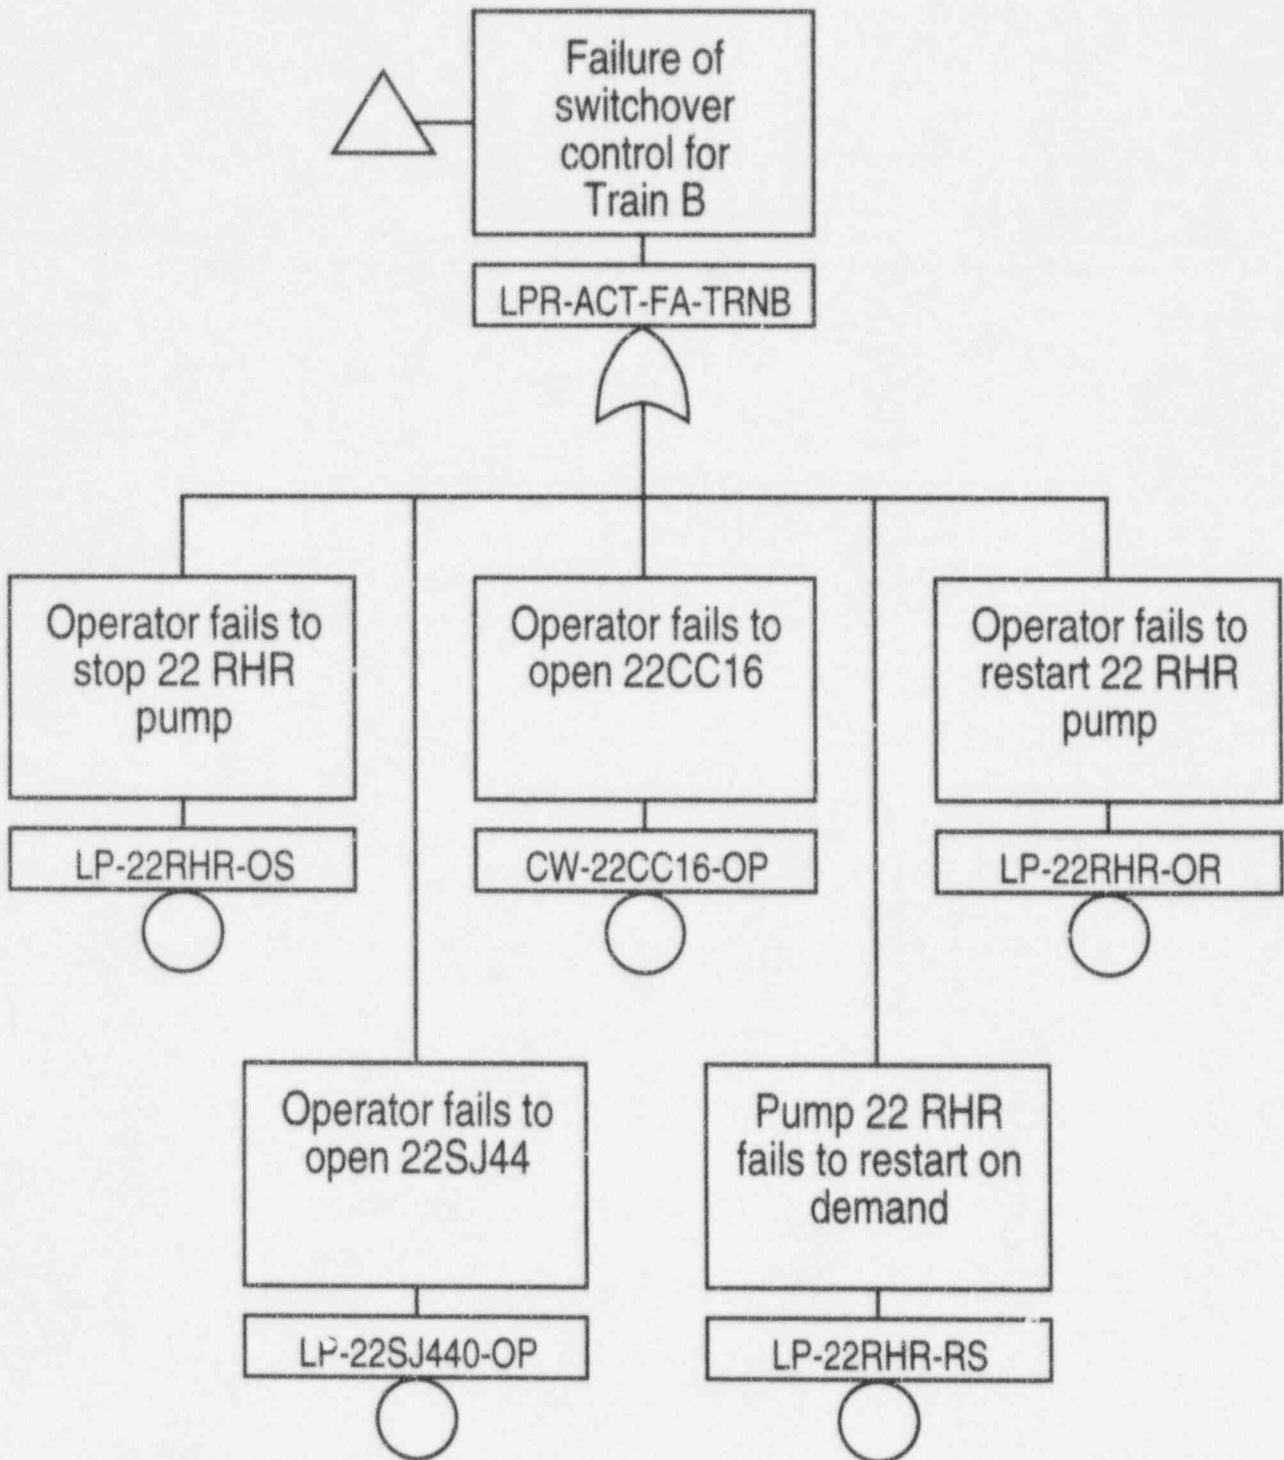 Failure of
switchover
control for
Train B
LPR-ACT-FA-TRNB
Operator fails to
stop 22 RHR
pump
LP-22RHR-OS
Operator fails to
open 22CC16
CW-22CC16-OP
Operator fails to
restart 22 RHR
pump
LP-22RHR-OR
Operator fails to
open 22SJ44
LP-22SJ440-OP
Pump 22 RHR
fails to restart on
demand
LP-22RHR-RS